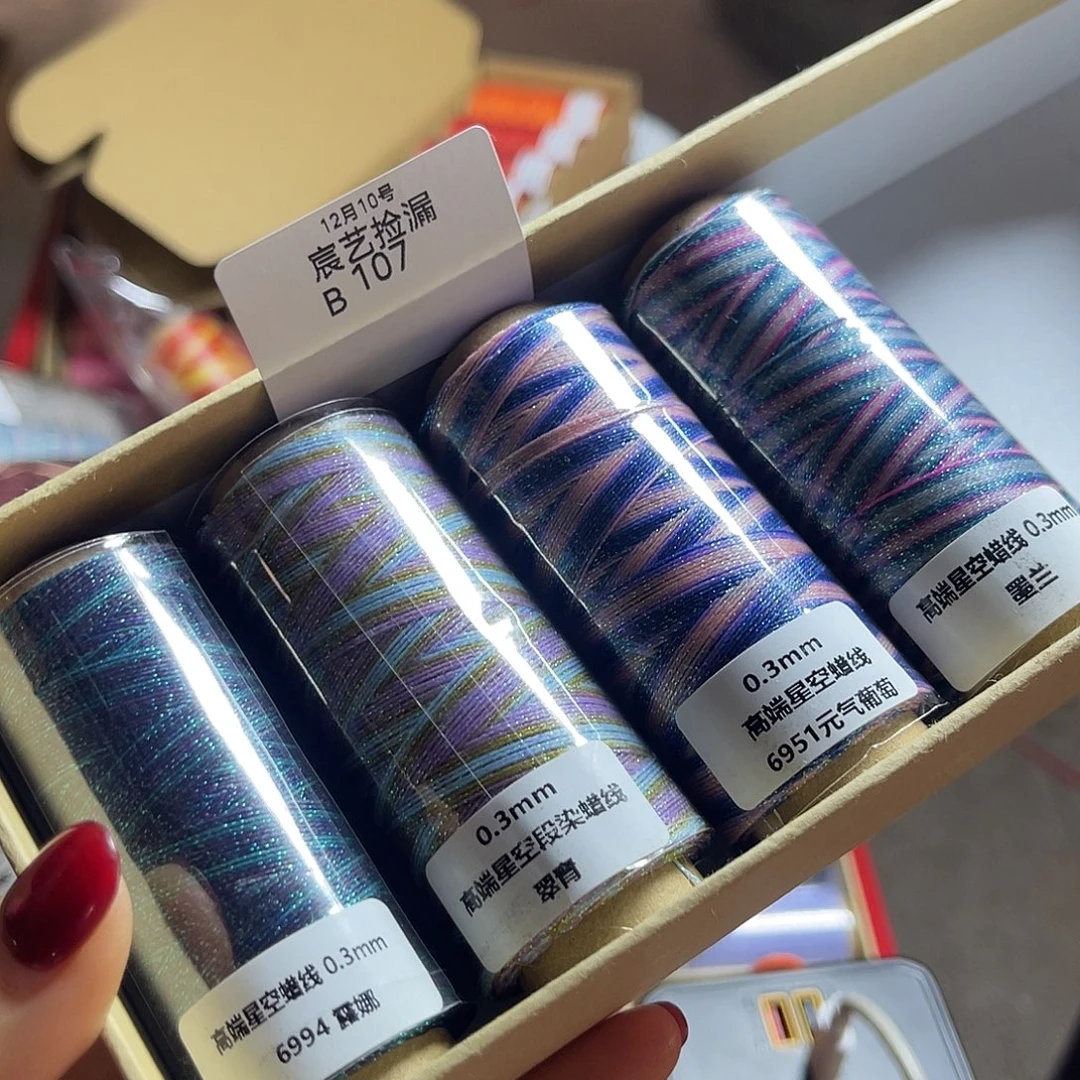 12月10号
宸艺捡漏
B 107
高端星空蜡线 0.3mm
6994 露娜
0.3mm
高端星空段染蜡线
翠霄
0.3mm
高端星空蜡线
6951元气葡萄
高端星空蜡线 0.3mm
墨兰